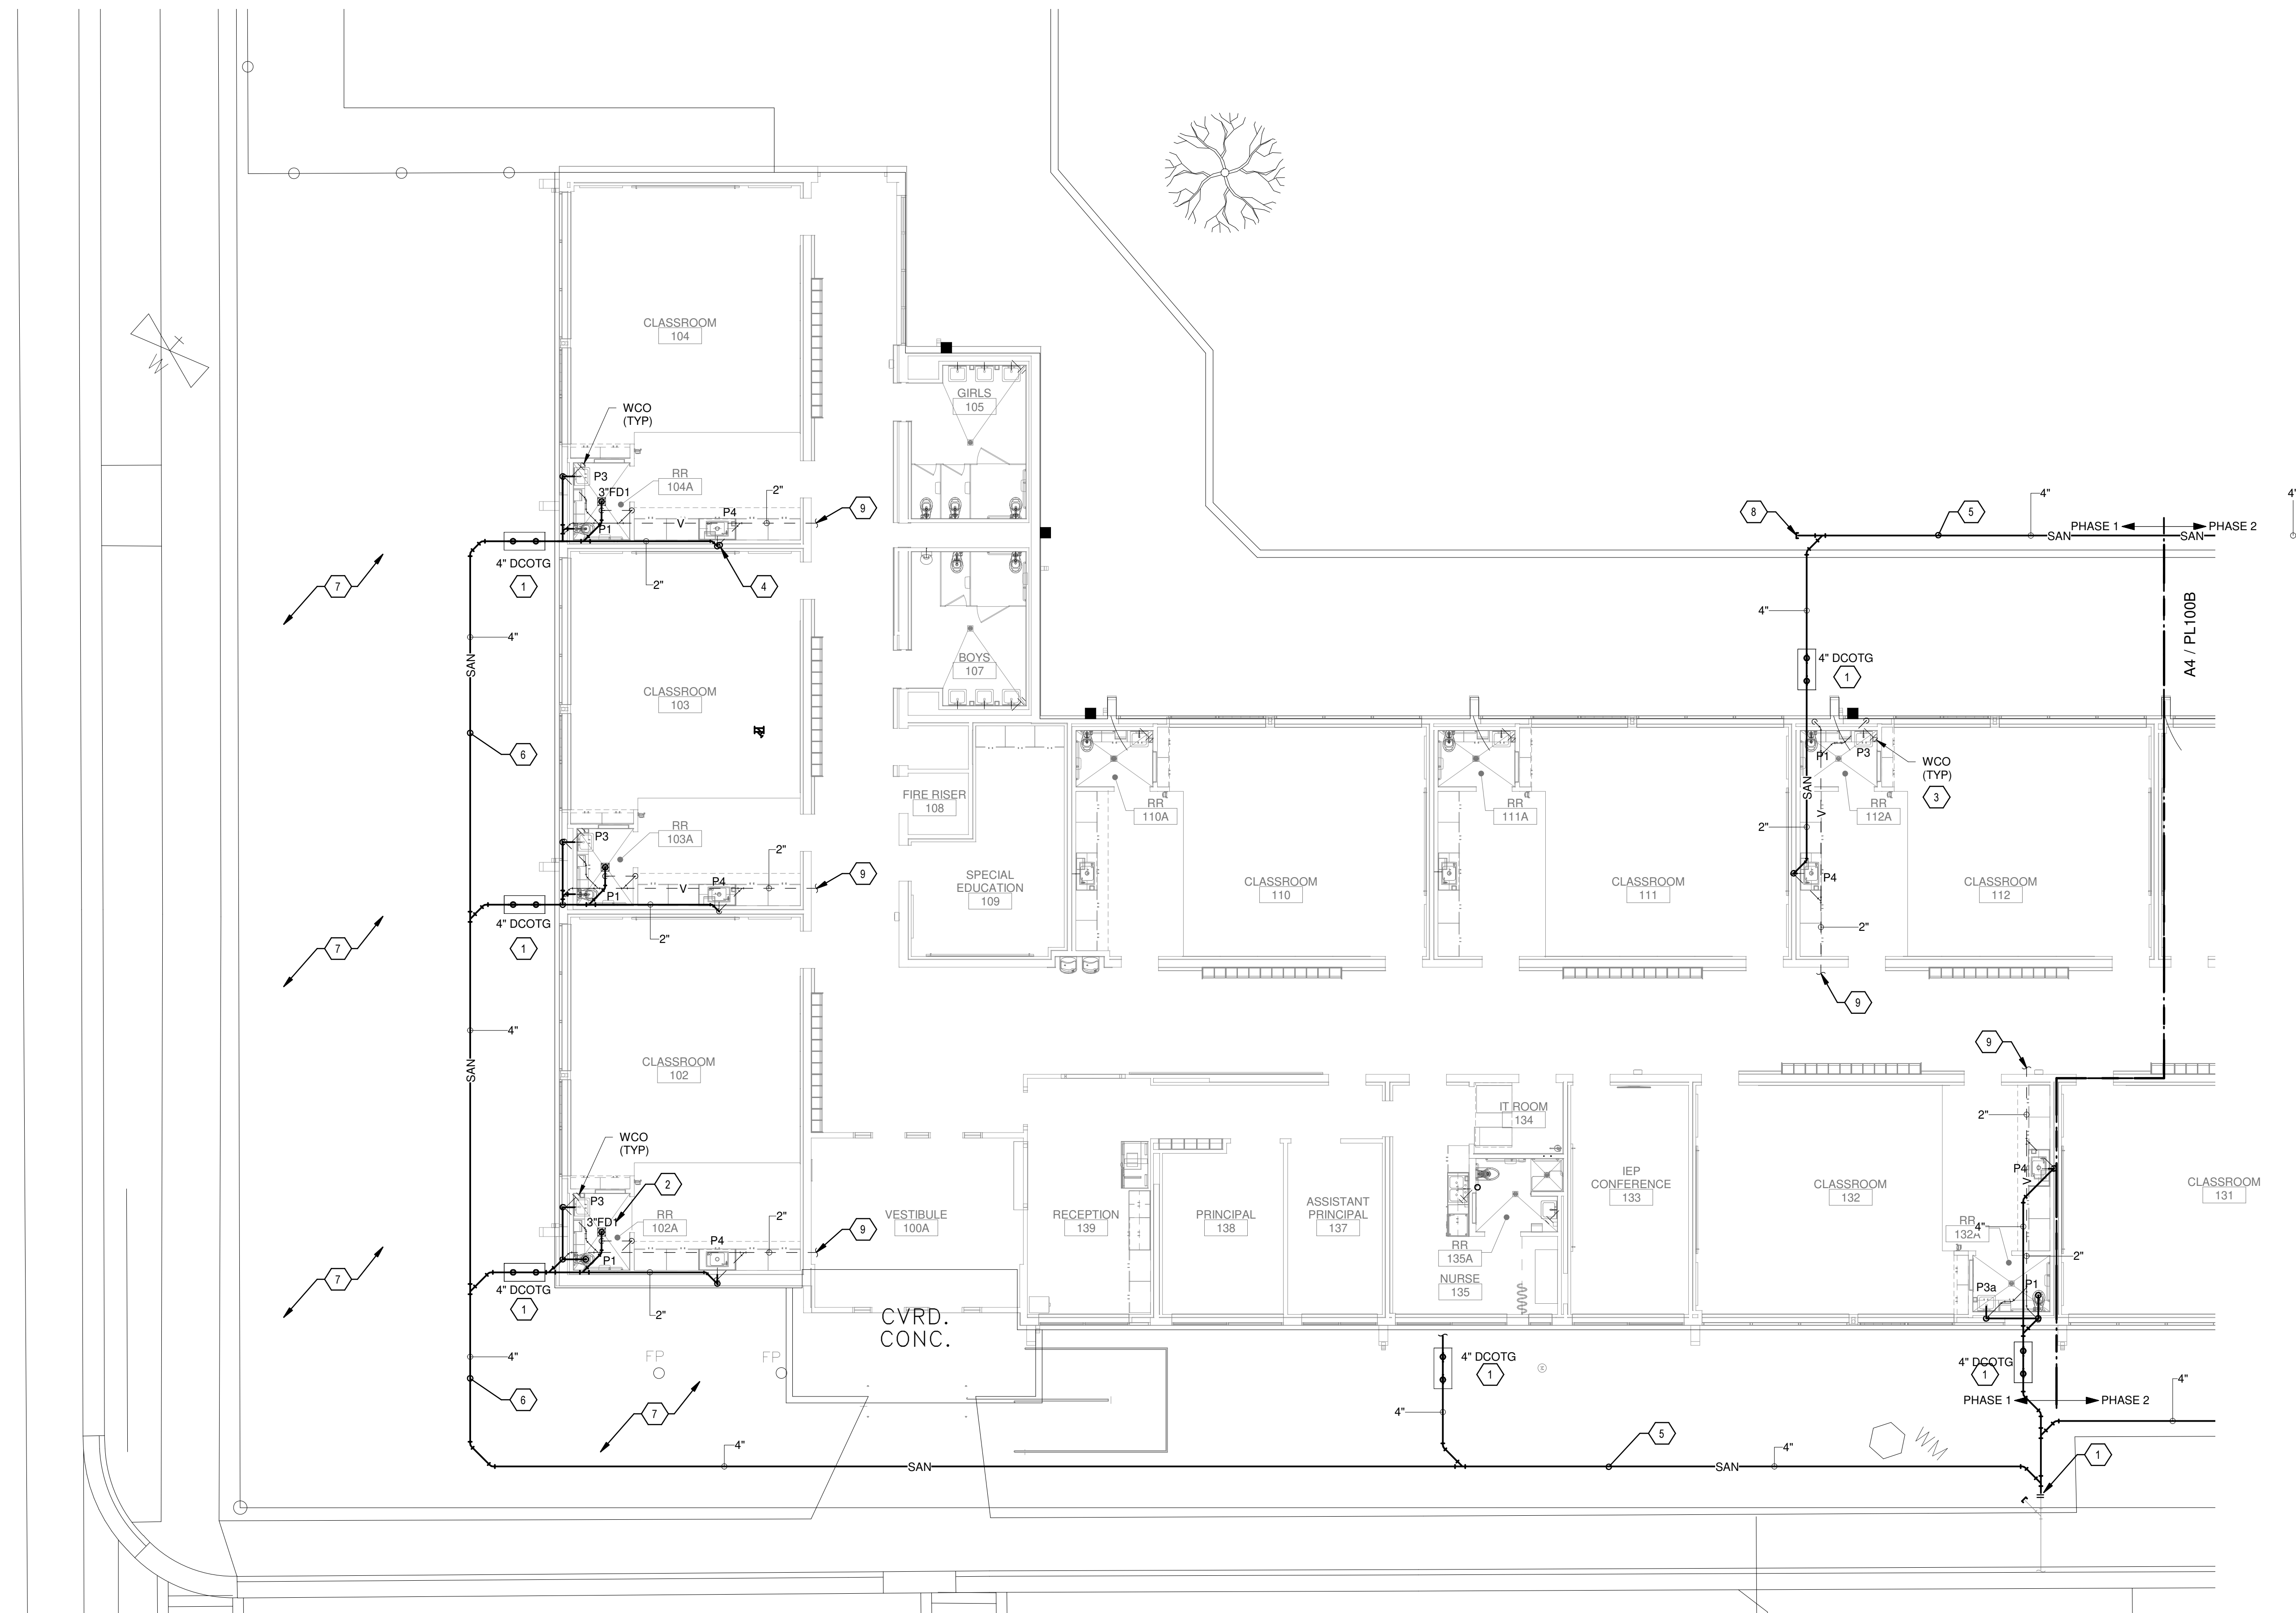 CLASSROOM
104
WCO
(TYP)
P3
3"FD1
RR
104A
P1
V
P4
2"
9
4" DCOTG
1
2"
4
7
GIRLS
105
BOYS
107
4"
SAN
6
CLASSROOM
103
P3
RR
103A
P1
V
P4
2"
9
4" DCOTG
1
2"
7
4"
SAN
CLASSROOM
102
WCO
(TYP)
2
P3
3"FD1
RR
102A
P1
P4
2"
9
4" DCOTG
1
2"
7
4"
6
7
4"
SAN
FP
FP
CVRD.
CONC.
FIRE RISER
108
SPECIAL
EDUCATION
109
RR
110A
CLASSROOM
110
RR
111A
CLASSROOM
111
8
5
4"
4"
PHASE 1
PHASE 2
SAN
SAN
A4 / PL100B
4"
4" DCOTG
1
P1
P3
WCO
(TYP)
3
SAN
V
RR
112A
2"
P4
CLASSROOM
112
2"
9
VESTIBULE
100A
RECEPTION
139
PRINCIPAL
138
ASSISTANT
PRINCIPAL
137
IT ROOM
134
RR
135A
NURSE
135
IEP
CONFERENCE
133
CLASSROOM
132
9
2"
P4
V
4"
RR
132A
2"
P3a
P1
CLASSROOM
131
4" DCOTG
1
4"
5
4"
SAN
4" DCOTG
1
PHASE 1
PHASE 2
4"
WM
1
W